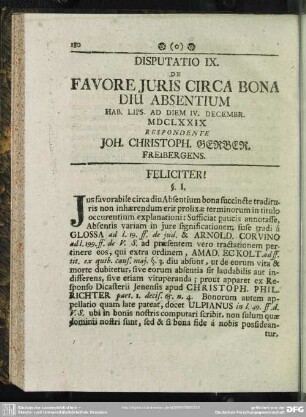 180 (o)
DISPUTATIO IX.
DE
FAVORE JURIS CIRCA BONA
DIU ABSENTIUM
HAB. LIPS. AD DIEM IV. DECEMBR.
MDCLXXIX
RESPONDENTE
JOH. CHRISTOPH. GERBER.
FREIBERGENS.
FELICITER!
§. I.
Jus favorabile circa diu Absentium bona succincte traditu-
ris non inhærendum erit prolixæ terminorum in titulo
occurrentium explanationi: Sufficiat paucis annotasse,
Absentis variam in jure significationem, fuse tradi à
GLOSSA ad l. 19. ff. de jud. & ARNOLD. CORVINO
ad l. 199. ff. de V. S. ad præsentem vero tractationem per-
tinere eos, qui extra ordinem, AMAD. ECKOLT ad ff.
tit. ex quib. caus. maj. §. 3. diu absunt, ut de eorum vita &
morte dubitetur, sive eorum absentia sit laudabilis aut in-
differens, sive etiam vituperanda; prout apparet ex Re-
sponso Dicasterii Jenensis apud CHRISTOPH. PHIL.
RICHTER part. 1. decis. n. 4. Bonorum autem ap-
pellatio quam late pateat, docet ULPIANUS in l. 49. ff. d.
V. S. ubi in bonis nostris computari scribit, non solum quæ
dominii nostri sunt, sed & si bona fide à nobis possidean-
tur,